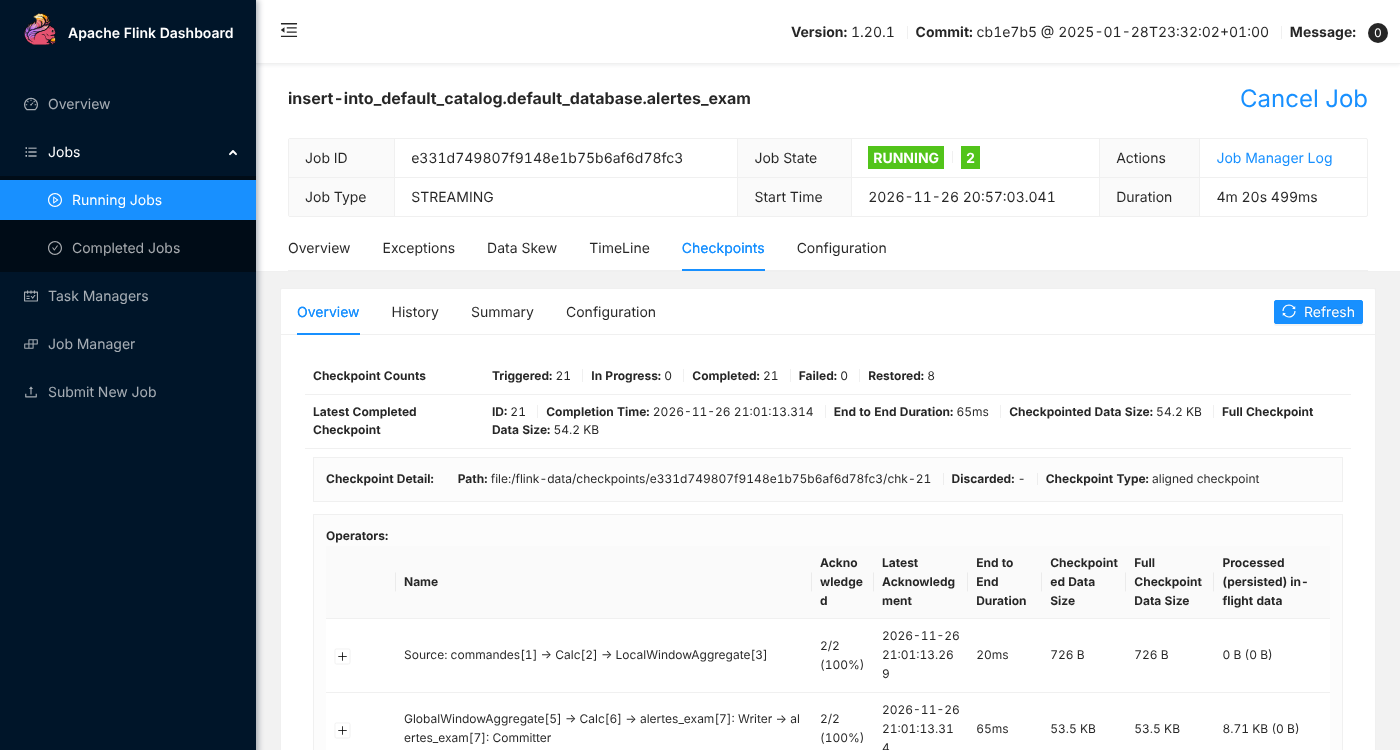 Apache Flink Dashboard
Version: 1.20.1 Commit: cb1e7b5 @ 2025-01-28T23:32:02+01:00 Message: 0
Overview
Jobs
Running Jobs
Completed Jobs
Task Managers
Job Manager
Submit New Job
insert-into_default_catalog.default_database.alertes_exam
Cancel Job
Job ID e331d749807f9148e1b75b6af6d78fc3 Job State RUNNING 2 Actions Job Manager Log
Job Type STREAMING Start Time 2026-11-26 20:57:03.041 Duration 4m 20s 499ms
Overview Exceptions Data Skew TimeLine Checkpoints Configuration
Overview History Summary Configuration Refresh
Checkpoint Counts Triggered: 21 In Progress: 0 Completed: 21 Failed: 0 Restored: 8
Latest Completed Checkpoint
ID: 21 Completion Time: 2026-11-26 21:01:13.314 End to End Duration: 65ms Checkpointed Data Size: 54.2 KB Full Checkpoint
Data Size: 54.2 KB
Checkpoint Detail: Path: file:/flink-data/checkpoints/e331d749807f9148e1b75b6af6d78fc3/chk-21 Discarded: - Checkpoint Type: aligned checkpoint
Operators:
Name
Ackno
wledge
d
Latest
Acknowledg
ment
End to
End
Duration
Checkpoint
ed Data
Size
Full
Checkpoint
Data Size
Processed
(persisted) in-
flight data
+
Source: commandes[1] -> Calc[2] -> LocalWindowAggregate[3]
2/2
(100%)
2026-11-26
21:01:13.26
9
20ms
726 B
726 B
0 B (0 B)
+
GlobalWindowAggregate[5] -> Calc[6] -> alertes_exam[7]: Writer -> al
ertes_exam[7]: Committer
2/2
(100%)
2026-11-26
21:01:13.31
4
65ms
53.5 KB
53.5 KB
8.71 KB (0 B)